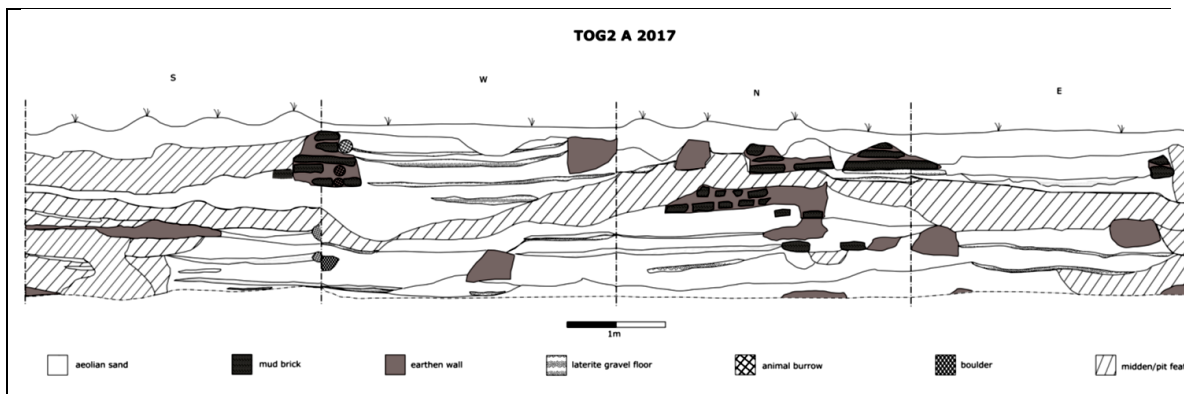 TOG2 A 2017
S W N E
1m
aeolian sand mud brick earthen wall laterite gravel floor animal burrow boulder midden/pit feat